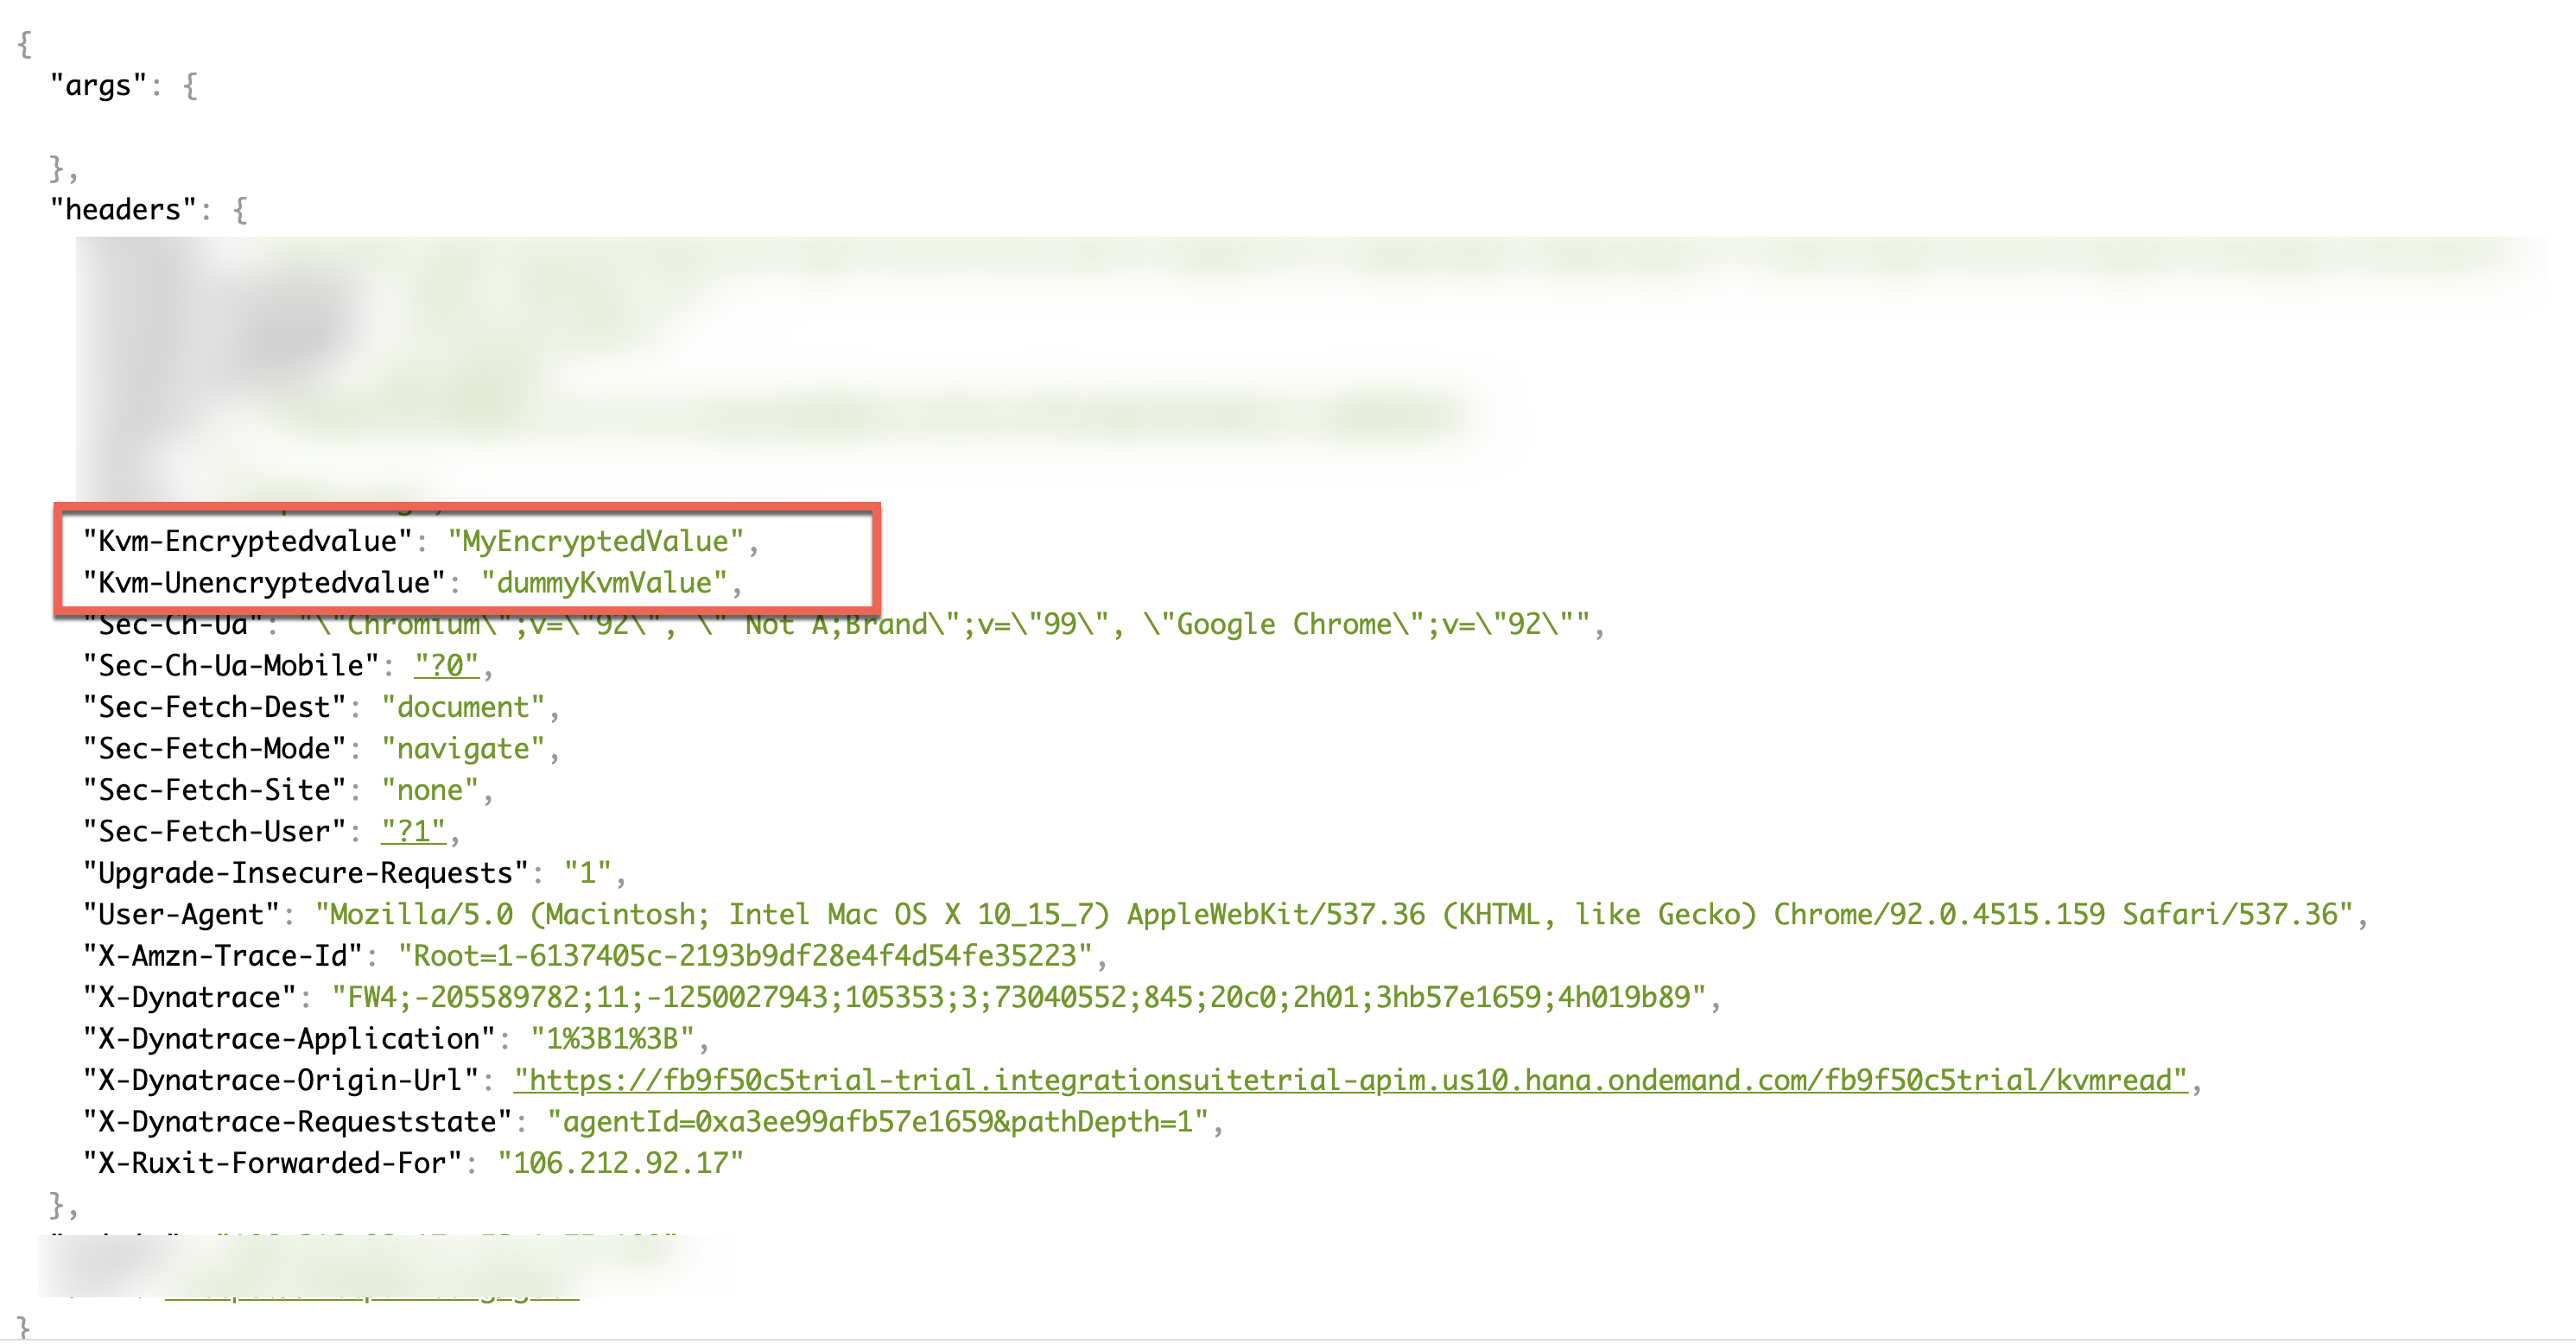 {
"args": {
},
"headers": {
"Kvm-Encryptedvalue": "MyEncryptedValue",
"Kvm-Unencryptedvalue": "dummyKvmValue",
"Sec-Ch-Ua": "\"Chromium\";v=\"92\", \" Not A;Brand\";v=\"99\", \"Google Chrome\";v=\"92\"",
"Sec-Ch-Ua-Mobile": "?0",
"Sec-Fetch-Dest": "document",
"Sec-Fetch-Mode": "navigate",
"Sec-Fetch-Site": "none",
"Sec-Fetch-User": "?1",
"Upgrade-Insecure-Requests": "1",
"User-Agent": "Mozilla/5.0 (Macintosh; Intel Mac OS X 10_15_7) AppleWebKit/537.36 (KHTML, like Gecko) Chrome/92.0.4515.159 Safari/537.36",
"X-Amzn-Trace-Id": "Root=1-6137405c-2193b9df28e4f4d54fe35223",
"X-Dynatrace": "FW4;-205589782;11;-1250027943;105353;3;73040552;845;20c0;2h01;3hb57e1659;4h019b89",
"X-Dynatrace-Application": "1%3B1%3B",
"X-Dynatrace-Origin-Url": "https://fb9f50c5trial-trial.integrationsuitetrial-apim.us10.hana.ondemand.com/fb9f50c5trial/kvmread",
"X-Dynatrace-Requeststate": "agentId=0xa3ee99afb57e1659&pathDepth=1",
"X-Ruxit-Forwarded-For": "106.212.92.17"
},
}